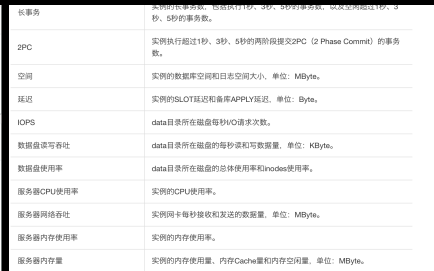 长事务
实例的长事务数，包括执行1秒、3秒、5秒的事务数，以及空闲超过1秒、3
秒、5秒的事务数。
2PC
实例执行超过1秒、3秒、5秒的两阶段提交2PC（2 Phase Commit）的事务
数。
空间
实例的数据库空间和日志空间大小，单位：MByte。
延迟
实例的SLOT延迟和备库APPLY延迟，单位：Byte。
IOPS
data目录所在磁盘每秒I/O请求次数。
数据盘读写吞吐
data目录所在磁盘的每秒读和写数据量，单位：KByte。
数据盘使用率
data目录所在磁盘的总体使用率和inodes使用率。
服务器CPU使用率
实例的CPU使用率。
服务器网络吞吐
实例网卡每秒接收和发送的数据量，单位：MByte。
服务器内存使用率
实例的内存使用率。
服务器内存量
实例的内存使用量、内存Cache量和内存空闲量，单位：MByte。